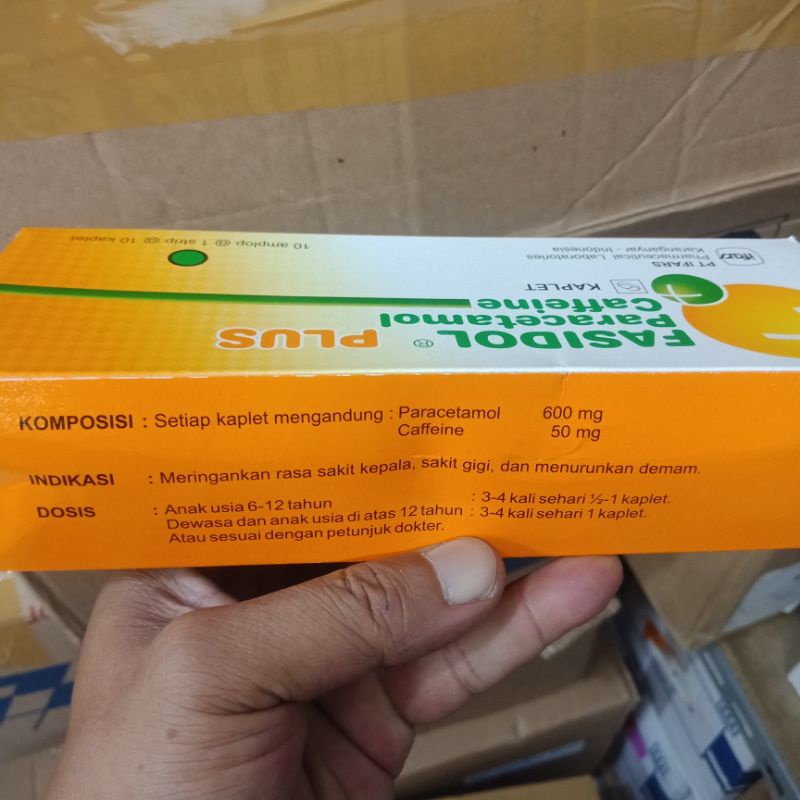 FASIDOL® PLUS
Paracetamol
Caffeine
KAPLET
PT IFARS
Pharmaceutical Laboratories
Karanganyar - Indonesia
ifars
10 amplop @ 1 strip @ 10 kaplet
KOMPOSISI : Setiap kaplet mengandung : Paracetamol 600 mg
Caffeine 50 mg
INDIKASI : Meringankan rasa sakit kepala, sakit gigi, dan menurunkan demam.
DOSIS : Anak usia 6-12 tahun : 3-4 kali sehari ½-1 kaplet.
Dewasa dan anak usia di atas 12 tahun : 3-4 kali sehari 1 kaplet.
Atau sesuai dengan petunjuk dokter.